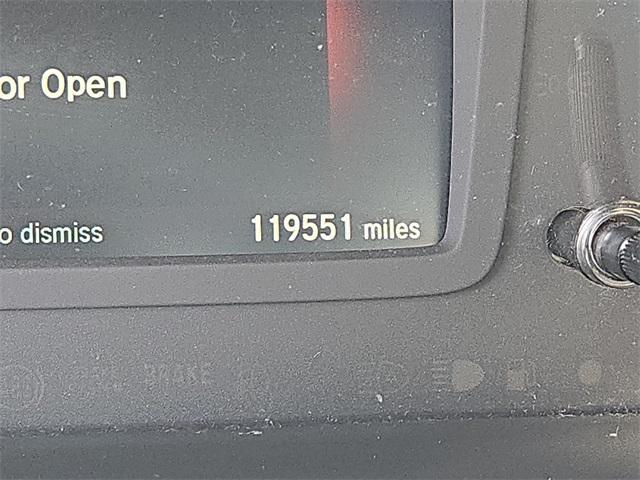 or Open
o dismiss 119551 miles
BRAKE